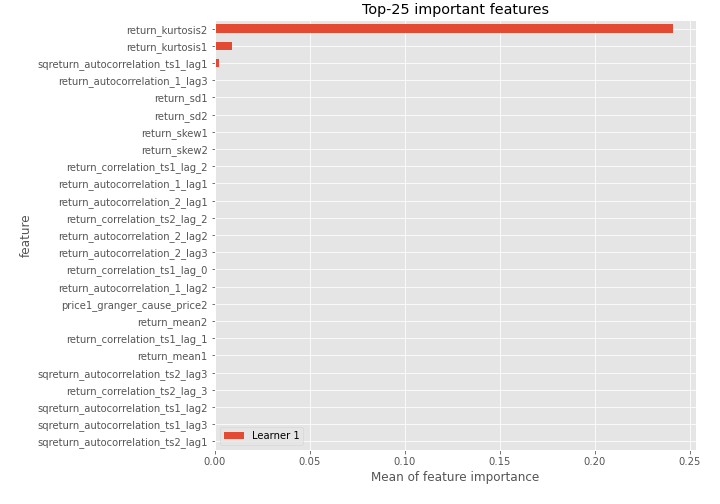 Top-25 important features
return_kurtosis2
return_kurtosis1
sqreturn_autocorrelation_ts1_lag1
return_autocorrelation_1_lag3
return_sd1
return_sd2
return_skew1
return_skew2
return_correlation_ts1_lag_2
return_autocorrelation_1_lag1
return_autocorrelation_2_lag1
return_correlation_ts2_lag_2
return_autocorrelation_2_lag2
return_autocorrelation_2_lag3
return_correlation_ts1_lag_0
return_autocorrelation_1_lag2
price1_granger_cause_price2
return_mean2
return_correlation_ts1_lag_1
return_mean1
sqreturn_autocorrelation_ts2_lag3
return_correlation_ts2_lag_3
sqreturn_autocorrelation_ts1_lag2
sqreturn_autocorrelation_ts1_lag3
sqreturn_autocorrelation_ts2_lag1
feature
Learner 1
0.00 0.05 0.10 0.15 0.20 0.25
Mean of feature importance